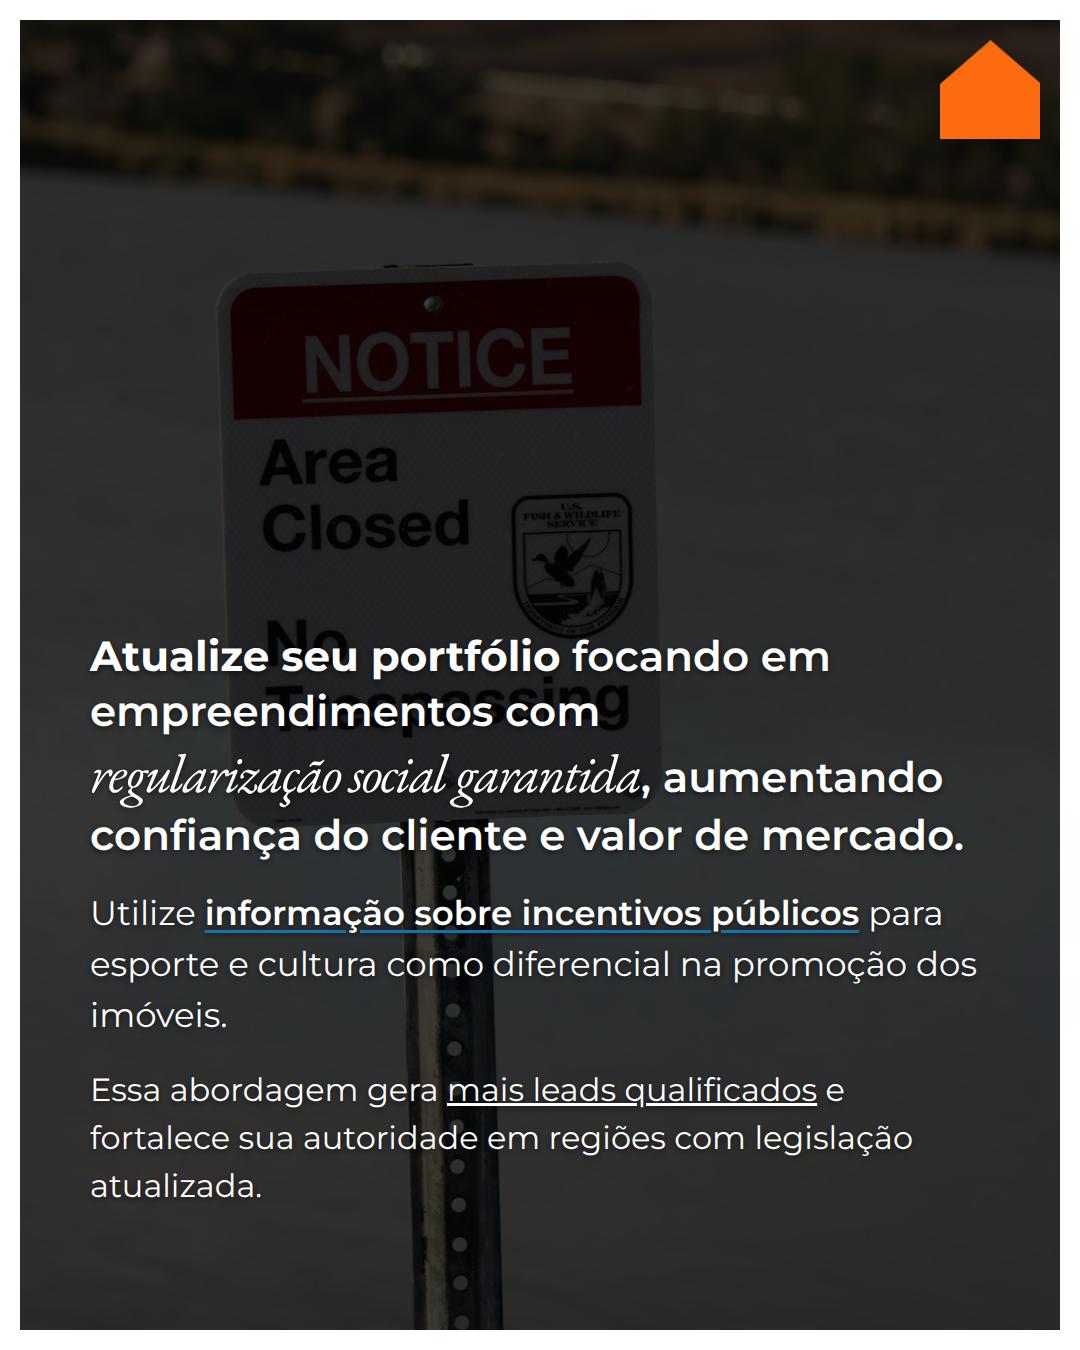 NOTICE
Area
Closed
U.S.
FISH & WILDLIFE
SERVICE
No
Trespassing
Atualize seu portfólio focando em
empreendimentos com
regularização social garantida, aumentando
confiança do cliente e valor de mercado.
Utilize informação sobre incentivos públicos para
esporte e cultura como diferencial na promoção dos
imóveis.
Essa abordagem gera mais leads qualificados e
fortalece sua autoridade em regiões com legislação
atualizada.